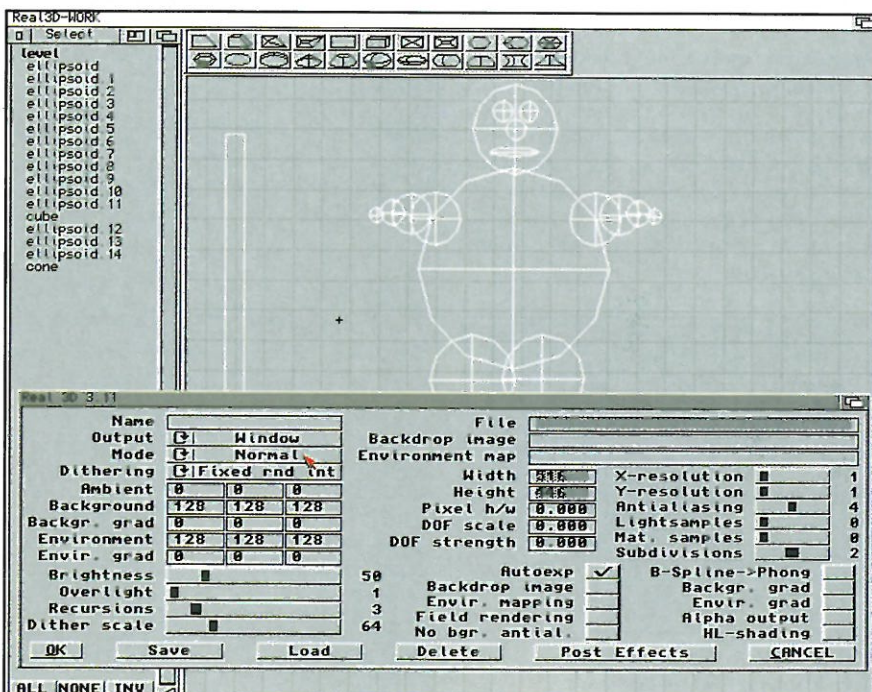 Real3D-WORK
Select
level
ellipsoid
ellipsoid.1
ellipsoid.2
ellipsoid.3
ellipsoid.4
ellipsoid.5
ellipsoid.6
ellipsoid.7
ellipsoid.8
ellipsoid.9
ellipsoid.10
ellipsoid.11
cube
ellipsoid.12
ellipsoid.13
ellipsoid.14
cone
Real 3D 3.11
Name
Output Window
Mode Normal
Dithering Fixed rnd int
Ambient 0 0 0
Background 128 128 128
Backgr. grad 0 0 0
Environment 128 128 128
Envir. grad 0 0 0
Brightness 50
Overlight 1
Recursions 3
Dither scale 64
File
Backdrop image
Environment map
Width
Height
Pixel h/w 0.000
DOF scale 0.000
DOF strength 0.000
X-resolution 1
Y-resolution 1
Antialiasing 4
Lightsamples 0
Mat. samples 0
Subdivisions 2
Autoexp
Backdrop image
Envir. mapping
Field rendering
No bgr. antial.
B-Spline->Phong
Backgr. grad
Envir. grad
Alpha output
HL-shading
OK Save Load Delete Post Effects CANCEL
ALL NONE INV